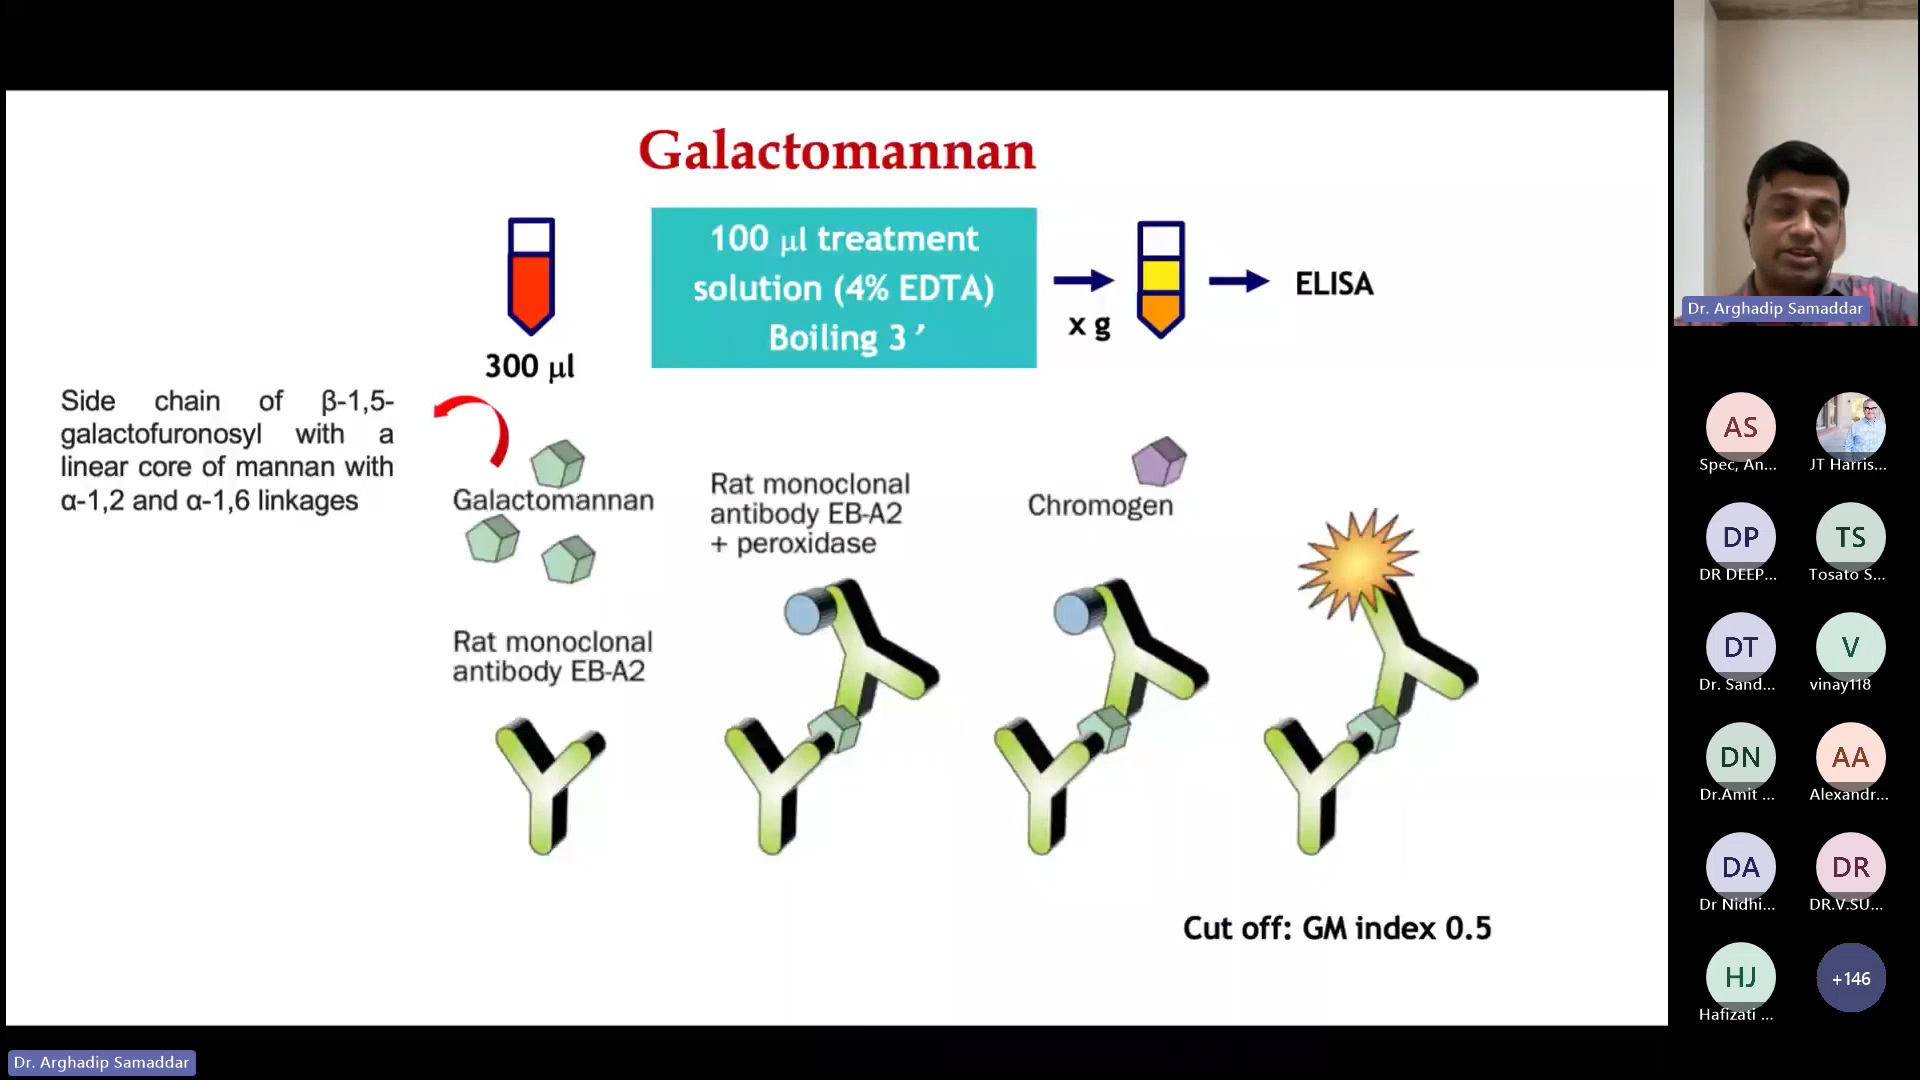 Galactomannan
100 µl treatment
solution (4% EDTA)
Boiling 3 ’
x g
ELISA
300 µl
Side chain of β-1,5-
galactofuronosyl with a
linear core of mannan with
α-1,2 and α-1,6 linkages
Galactomannan
Rat monoclonal
antibody EB-A2
Rat monoclonal
antibody EB-A2
+ peroxidase
Chromogen
Cut off: GM index 0.5
Dr. Arghadip Samaddar
Dr. Arghadip Samaddar
AS
Spec, An...
JT Harris...
DP
DR DEEP...
TS
Tosato S...
DT
Dr. Sand...
V
vinay118
DN
Dr.Amit ...
AA
Alexandr...
DA
Dr Nidhi...
DR
DR.V.SU...
HJ
Hafizati ...
+146